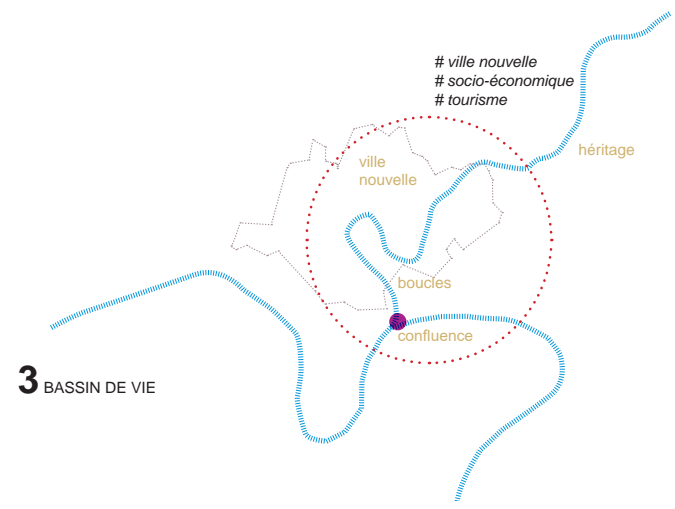 # ville nouvelle
# socio-économique
# tourisme
héritage
ville
nouvelle
boucles
confluence
3 BASSIN DE VIE